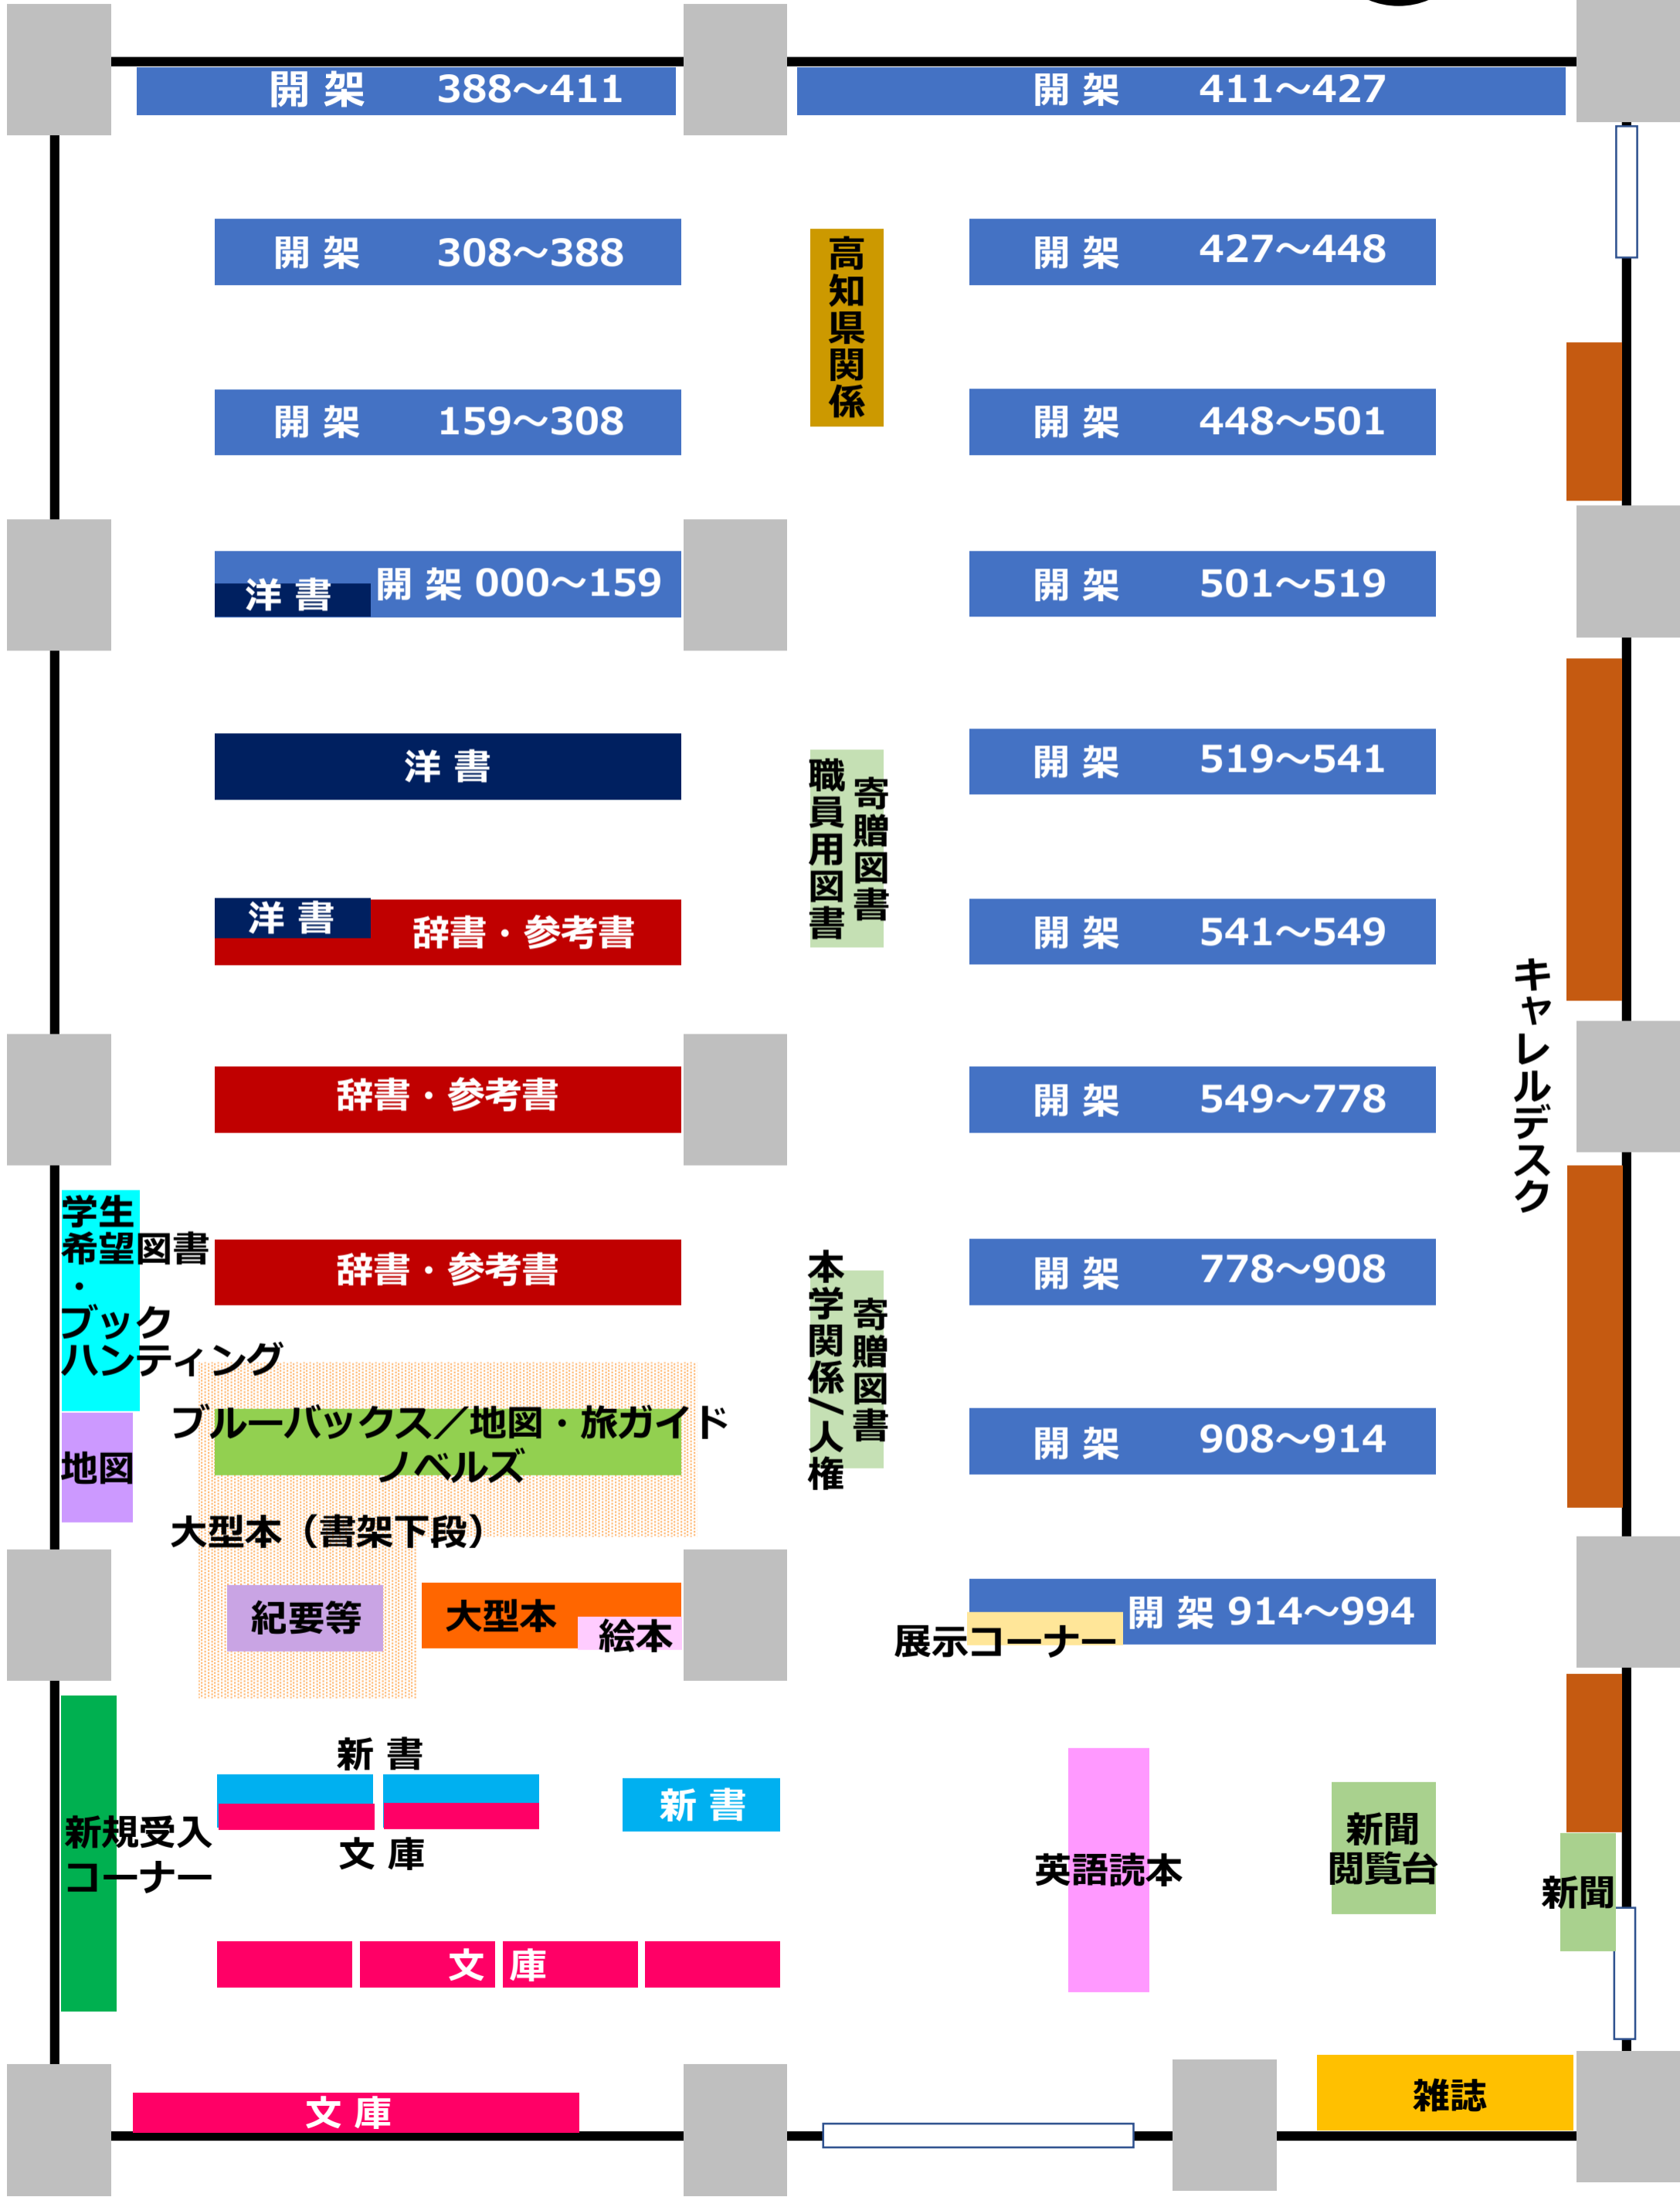 開 架 388～411
開 架 411～427
開 架 308～388
高知県関係
開 架 427～448
開 架 159～308
開 架 448～501
洋 書
開 架 000～159
開 架 501～519
洋 書
寄贈図書
職員用図書
開 架 519～541
洋 書
辞書・参考書
開 架 541～549
キャレルデスク
辞書・参考書
開 架 549～778
学生
希望図書
・
ブック
ハンティング
辞書・参考書
寄贈図書
本学関係/人権
開 架 778～908
ブルーバックス／地図・旅ガイド
ノベルズ
地図
開 架 908～914
大型本（書架下段）
紀要等
大型本
絵本
開 架 914～994
展示コーナー
新 書
文 庫
新 書
新規受入
コーナー
英語読本
新聞
閲覧台
新聞
文 庫
文 庫
雑誌